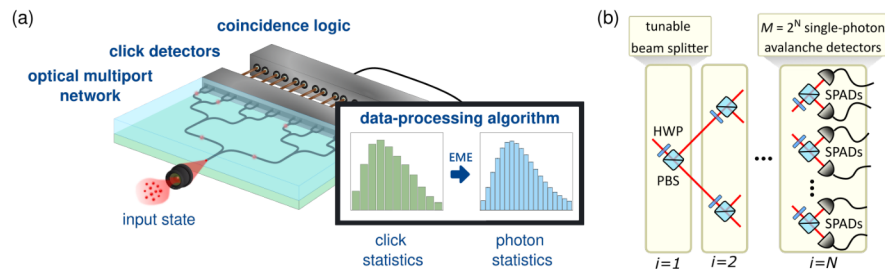 (a)
coincidence logic
click detectors
optical multiport
network
data-processing algorithm
EME
input state
click
statistics
photon
statistics
(b)
tunable
beam splitter
M = 2^N single-photon
avalanche detectors
HWP
PBS
SPADs
SPADs
SPADs
i=1
i=2
i=N